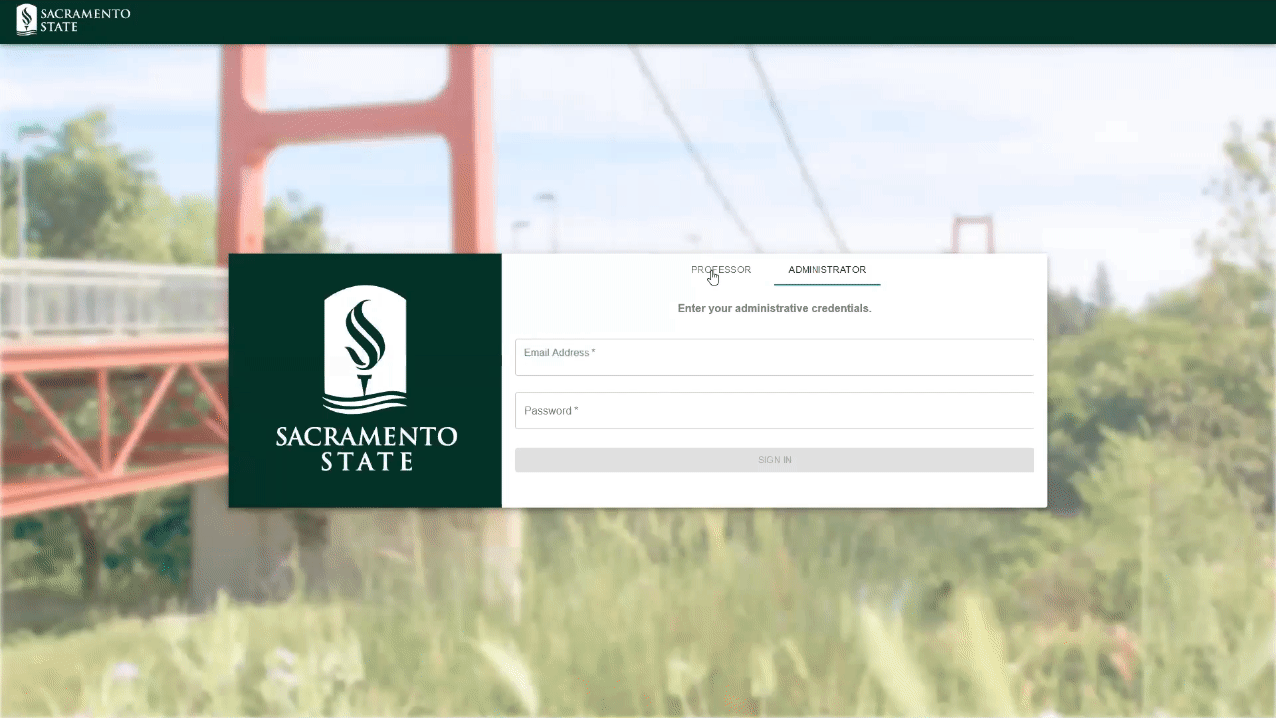 SACRAMENTO
STATE
PROFESSOR
ADMINISTRATOR
Enter your administrative credentials.
Email Address *
Password *
SIGN IN
SACRAMENTO
STATE